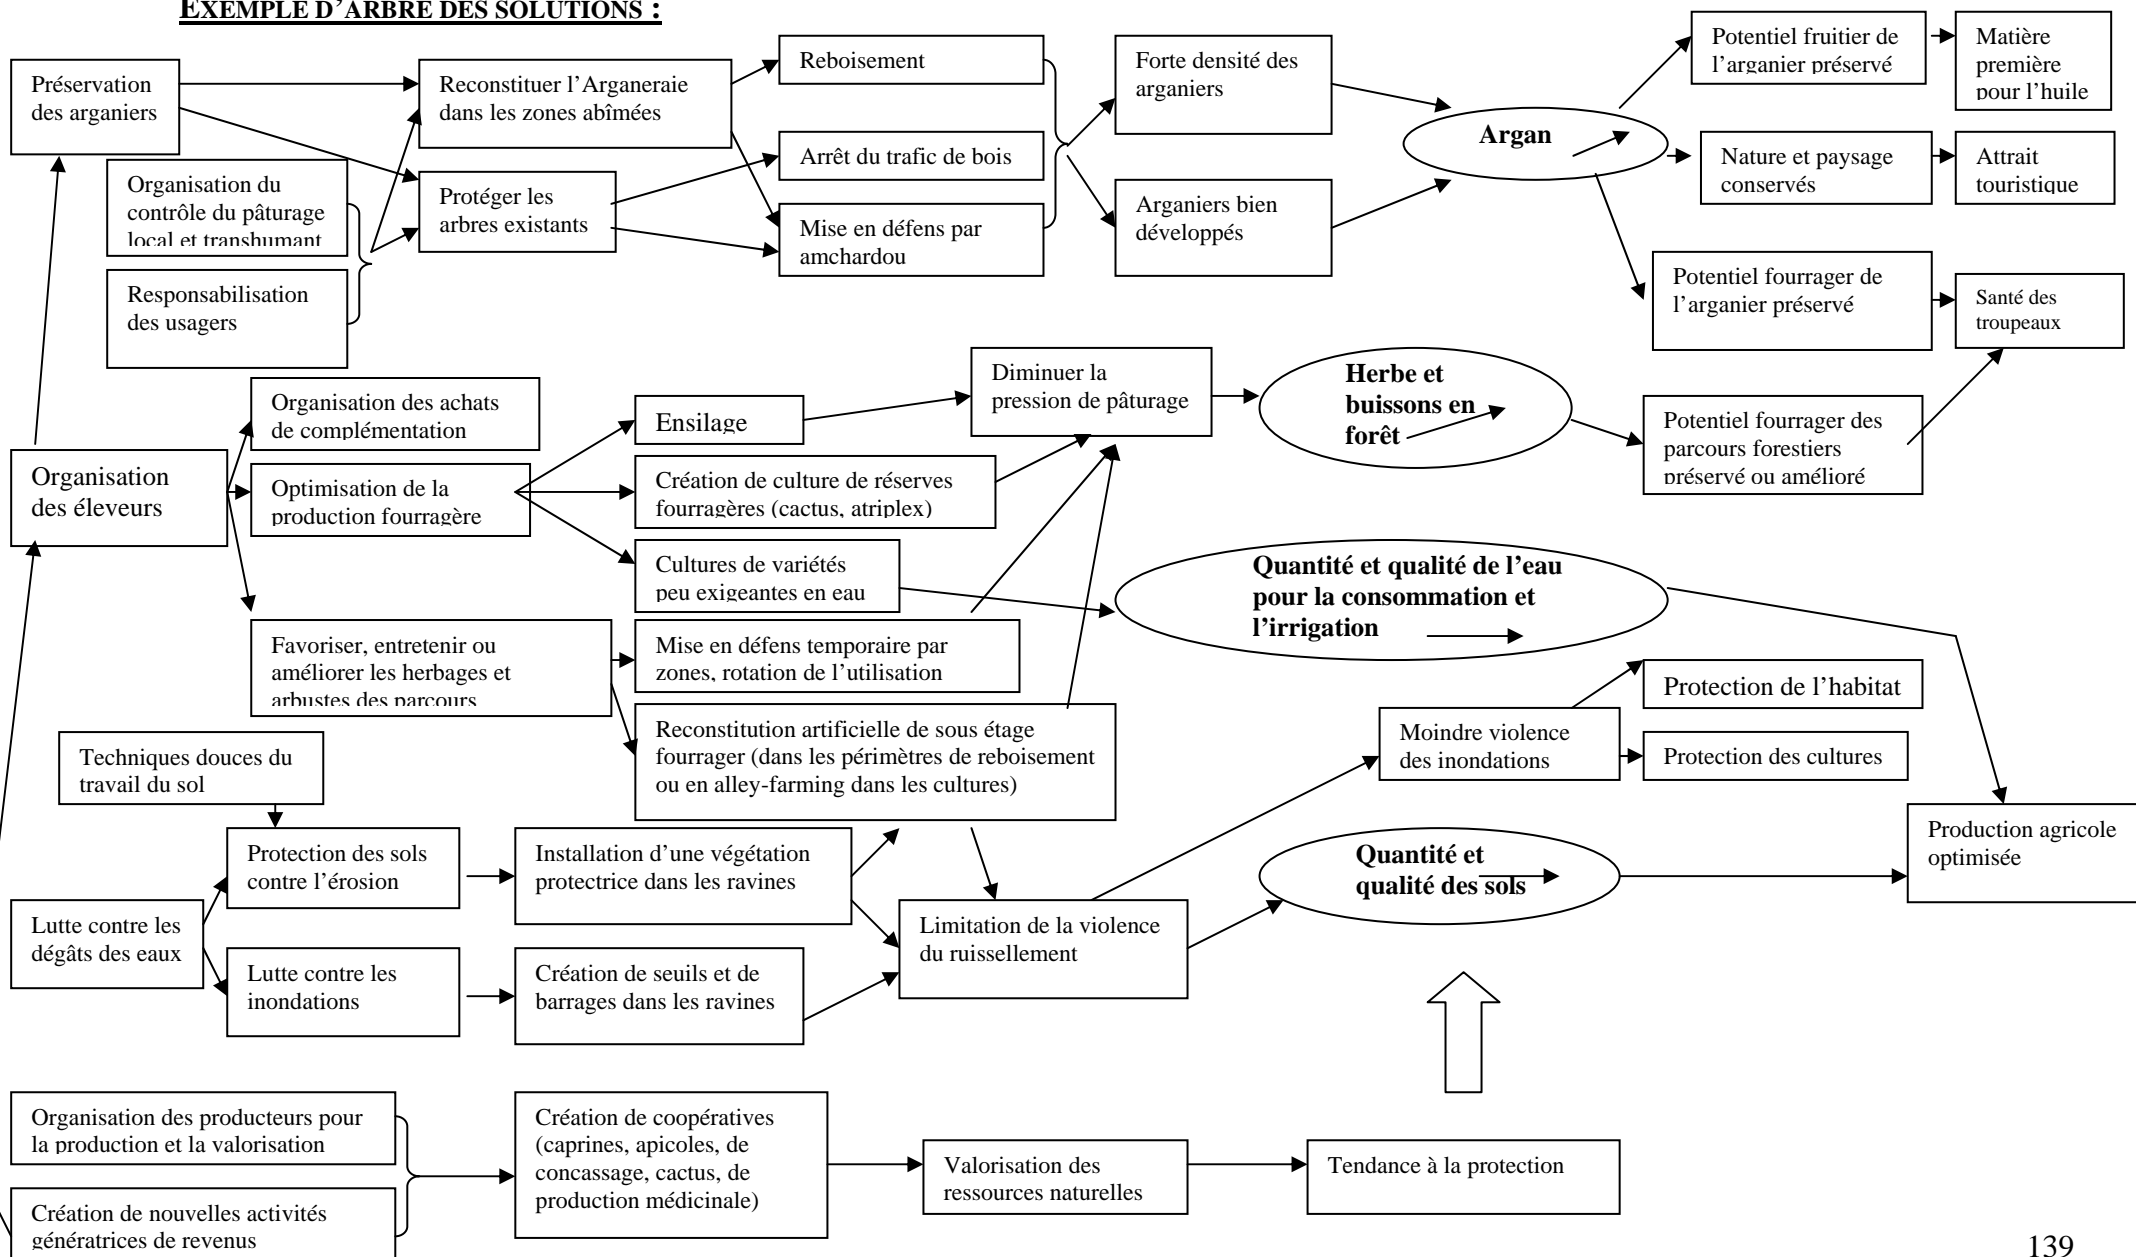 EXEMPLE D’ARBRE DES SOLUTIONS :
Préservation
des arganiers
Organisation du
contrôle du pâturage
local et transhumant
Responsabilisation
des usagers
Reconstituer l’Arganeraie
dans les zones abîmées
Protéger les
arbres existants
Reboisement
Arrêt du trafic de bois
Mise en défens par
amchardou
Forte densité des
arganiers
Arganiers bien
développés
Argan
Potentiel fruitier de
l’arganier préservé
Matière
première
pour l’huile
Nature et paysage
conservés
Attrait
touristique
Potentiel fourrager de
l’arganier préservé
Santé des
troupeaux
Organisation
des éleveurs
Organisation des achats
de complémentation
Optimisation de la
production fourragère
Favoriser, entretenir ou
améliorer les herbages et
arbustes des parcours
Ensilage
Création de culture de réserves
fourragères (cactus, atriplex)
Cultures de variétés
peu exigeantes en eau
Mise en défens temporaire par
zones, rotation de l’utilisation
Reconstitution artificielle de sous étage
fourrager (dans les périmètres de reboisement
ou en alley-farming dans les cultures)
Diminuer la
pression de pâturage
Herbe et
buissons en
forêt
Potentiel fourrager des
parcours forestiers
préservé ou amélioré
Quantité et qualité de l’eau
pour la consommation et
l’irrigation
Techniques douces du
travail du sol
Protection des sols
contre l’érosion
Lutte contre les
dégâts des eaux
Lutte contre les
inondations
Installation d’une végétation
protectrice dans les ravines
Création de seuils et de
barrages dans les ravines
Limitation de la violence
du ruissellement
Moindre violence
des inondations
Protection de l’habitat
Protection des cultures
Quantité et
qualité des sols
Production agricole
optimisée
Organisation des producteurs pour
la production et la valorisation
Création de nouvelles activités
génératrices de revenus
Création de coopératives
(caprines, apicoles, de
concassage, cactus, de
production médicinale)
Valorisation des
ressources naturelles
Tendance à la protection
139